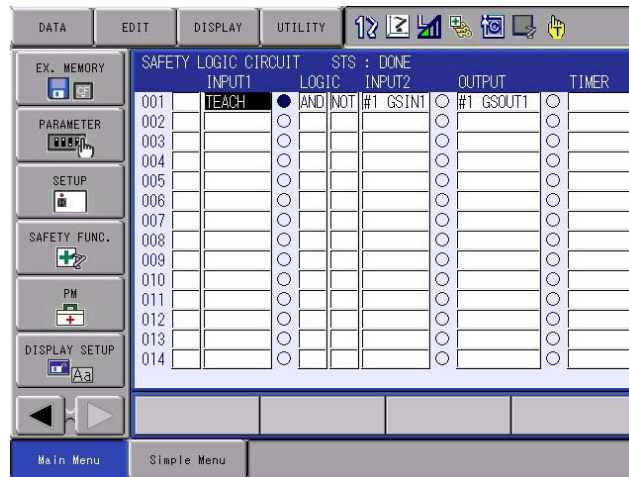 DATA EDIT DISPLAY UTILITY
EX. MEMORY
CF
PARAMETER
SETUP
SAFETY FUNC.
PM
DISPLAY SETUP
Aa
SAFETY LOGIC CIRCUIT STS : DONE
INPUT1 LOGIC INPUT2 OUTPUT TIMER
001 TEACH AND NOT #1 GSIN1 #1 GSOUT1
002
003
004
005
006
007
008
009
010
011
012
013
014
Main Menu Simple Menu